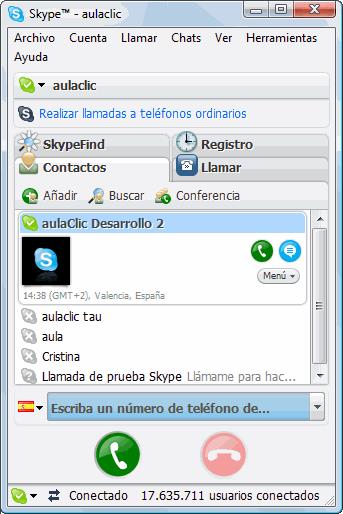 Skype™ - aulaclic
Archivo Cuenta Llamar Chats Ver Herramientas
Ayuda
aulaclic
Realizar llamadas a teléfonos ordinarios
SkypeFind Registro
Contactos Llamar
Añadir Buscar Conferencia
aulaClic Desarrollo 2
Menú
14:38 (GMT+2), Valencia, España
aulaclic tau
aula
Cristina
Llamada de prueba Skype Llámame para hac...
Escriba un número de teléfono de...
Conectado 17.635.711 usuarios conectados